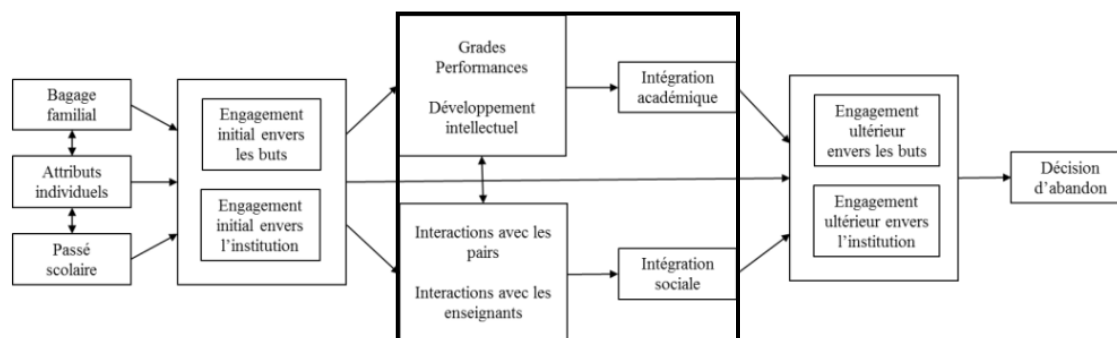 Bagage
familial
Attributs
individuels
Passé
scolaire
Engagement
initial envers
les buts
Engagement
initial envers
l'institution
Grades
Performances
Développement
intellectuel
Interactions avec les
pairs
Interactions avec les
enseignants
Intégration
académique
Intégration
sociale
Engagement
ultérieur
envers les buts
Engagement
ultérieur envers
l'institution
Décision
d'abandon